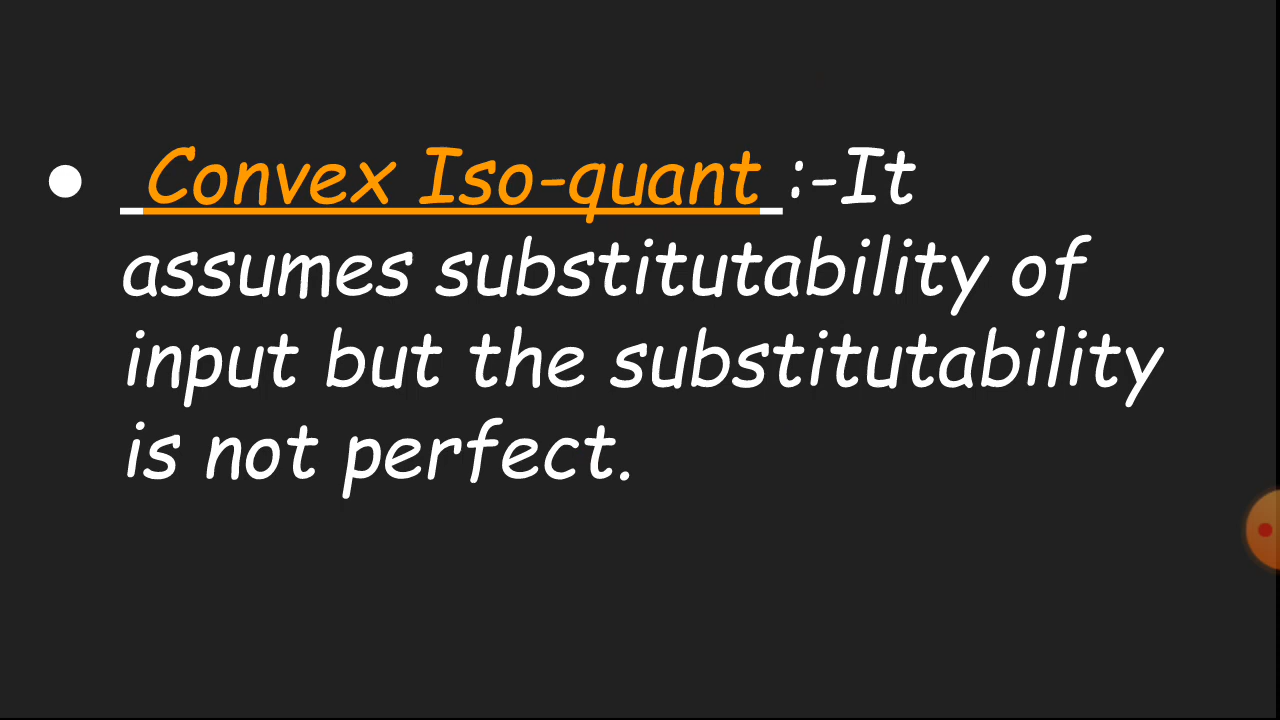 ● Convex Iso-quant :-It
assumes substitutability of
input but the substitutability
is not perfect.